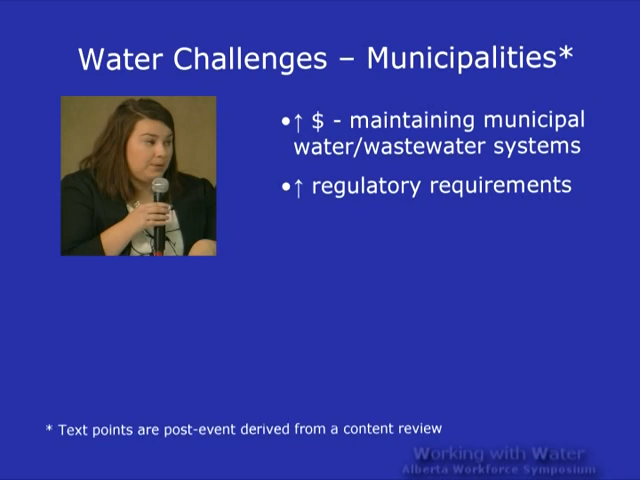 Water Challenges – Municipalities*
•↑ $ - maintaining municipal
water/wastewater systems
•↑ regulatory requirements
* Text points are post-event derived from a content review
Working with Water
Alberta Workforce Symposium